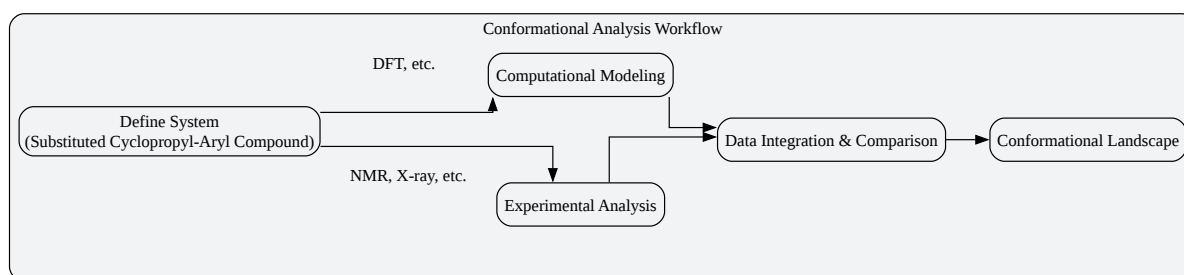 Conformational Analysis Workflow
DFT, etc.
Computational Modeling
Define System
(Substituted Cyclopropyl-Aryl Compound)
Data Integration & Comparison
Conformational Landscape
NMR, X-ray, etc.
Experimental Analysis